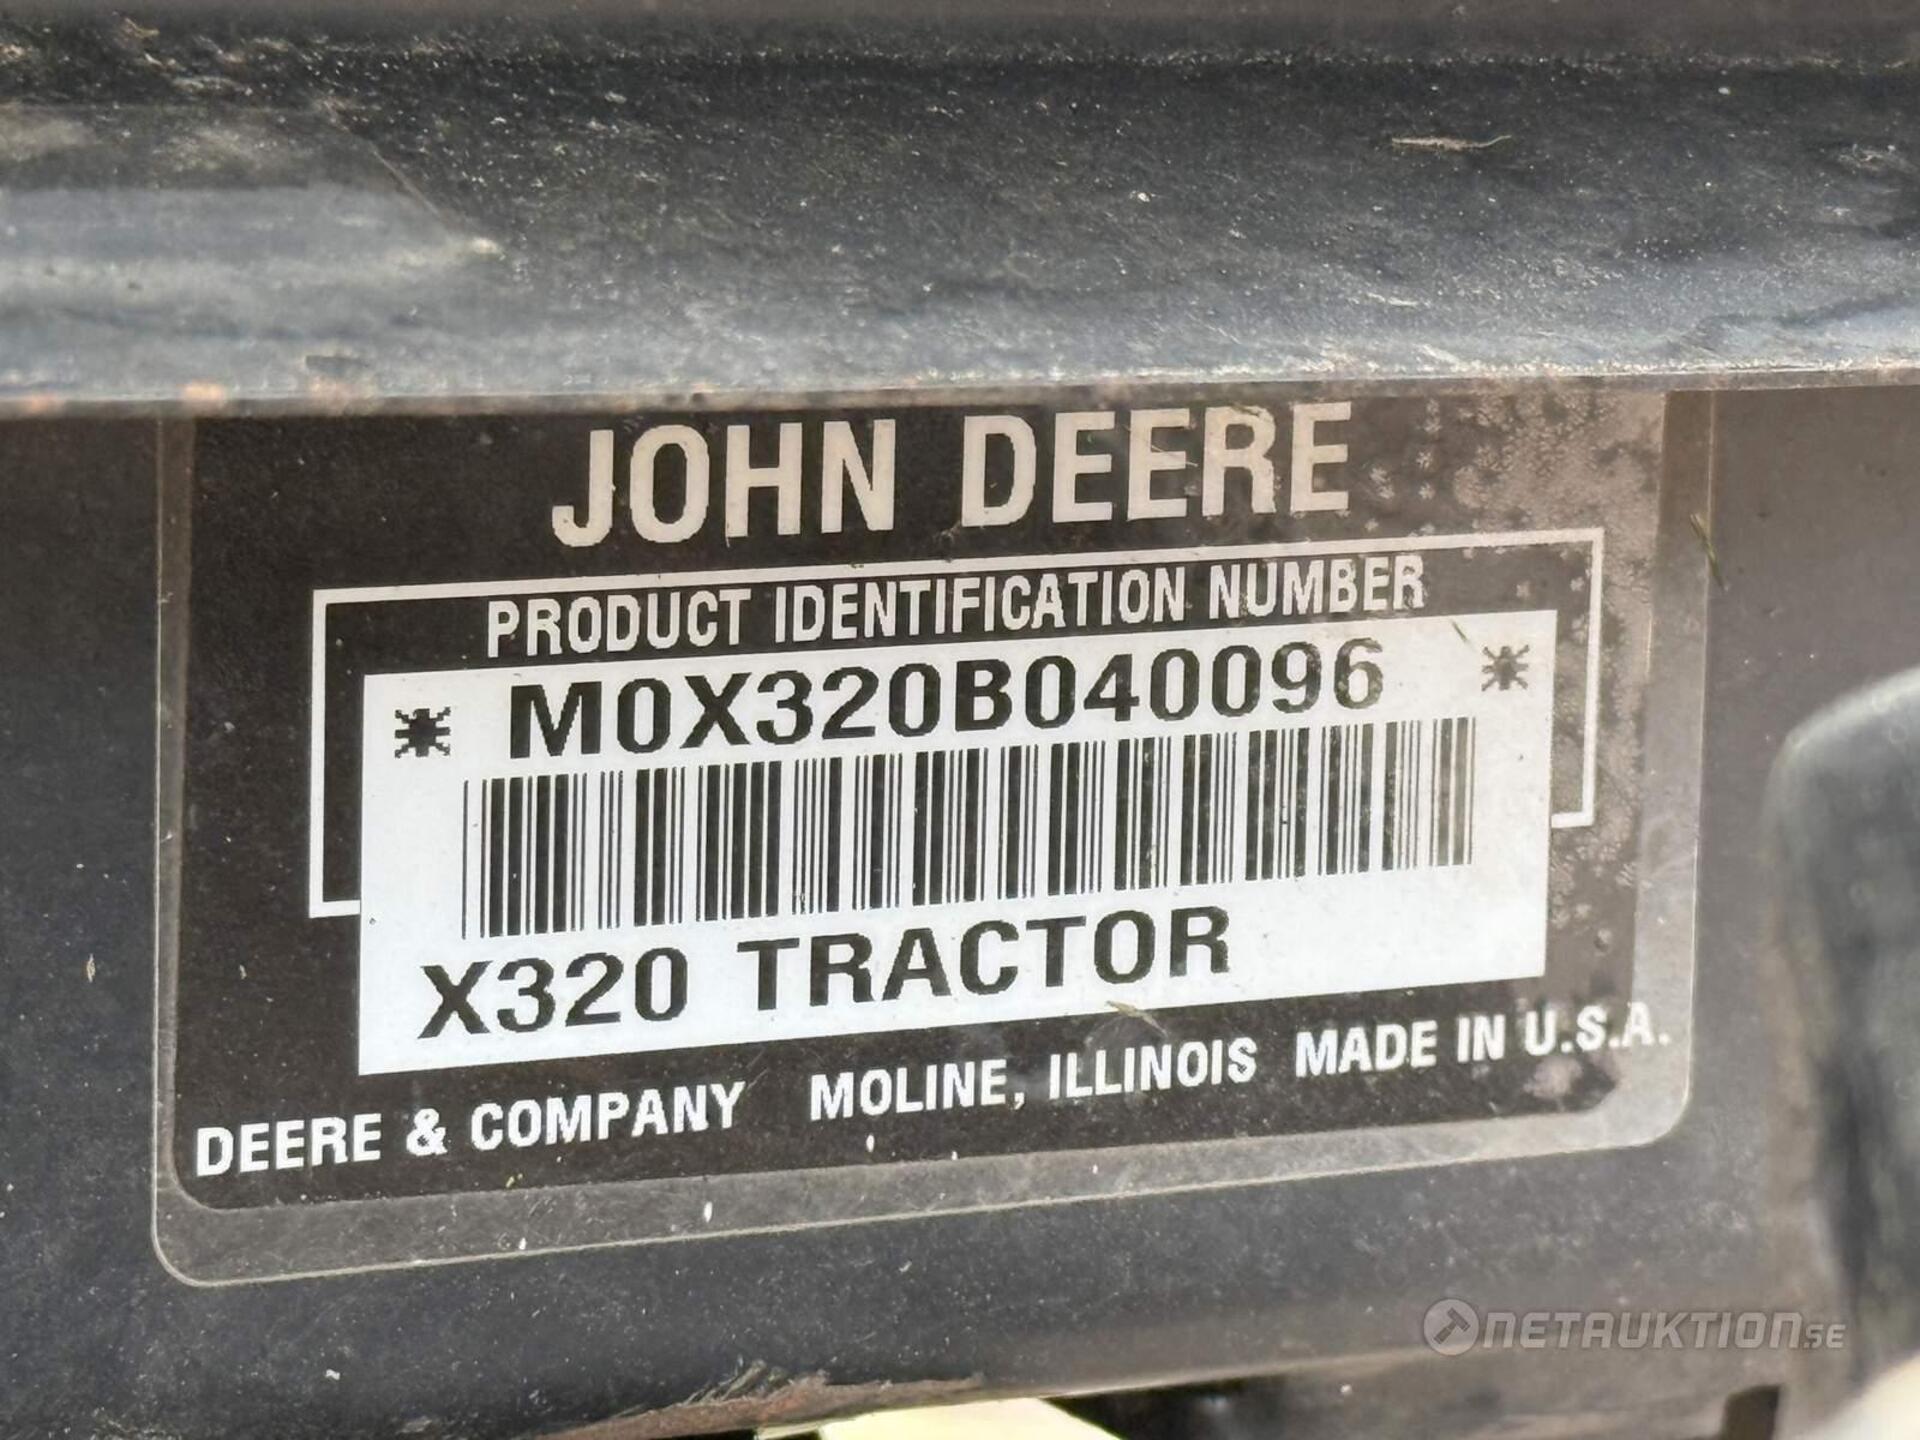 JOHN DEERE
PRODUCT IDENTIFICATION NUMBER
* M0X320B040096 *
X320 TRACTOR
DEERE & COMPANY MOLINE, ILLINOIS MADE IN U.S.A.
NETAUKTION.SE